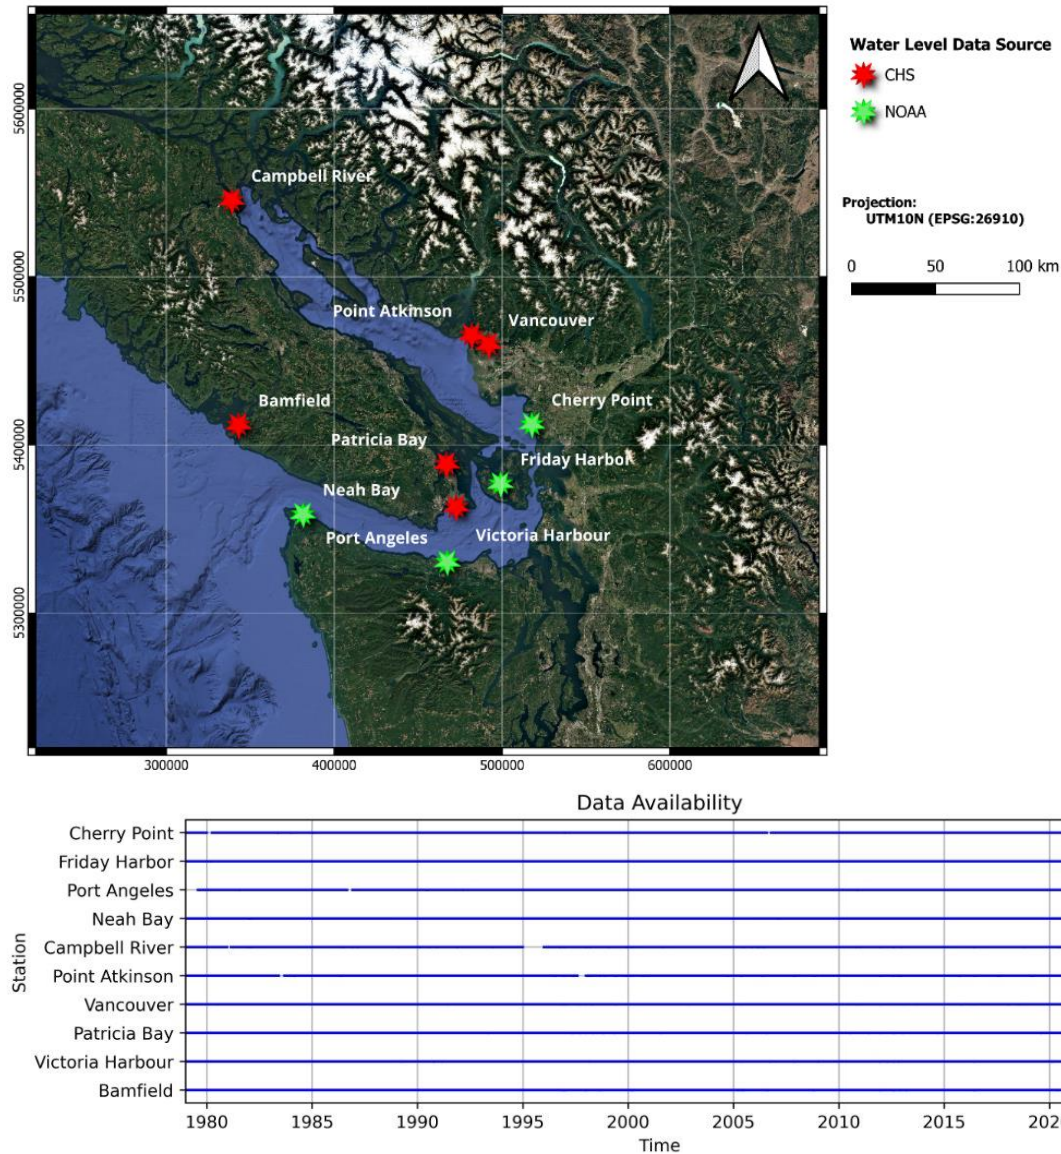 Water Level Data Source
CHS
NOAA
Projection:
UTM10N (EPSG:26910)
0 50 100 km
5600000
5500000
5400000
5300000
Campbell River
Point Atkinson
Vancouver
Bamfield
Cherry Point
Patricia Bay
Friday Harbor
Neah Bay
Port Angeles
Victoria Harbour
300000 400000 500000 600000
Data Availability
Station
Cherry Point
Friday Harbor
Port Angeles
Neah Bay
Campbell River
Point Atkinson
Vancouver
Patricia Bay
Victoria Harbour
Bamfield
1980 1985 1990 1995 2000 2005 2010 2015 2020
Time